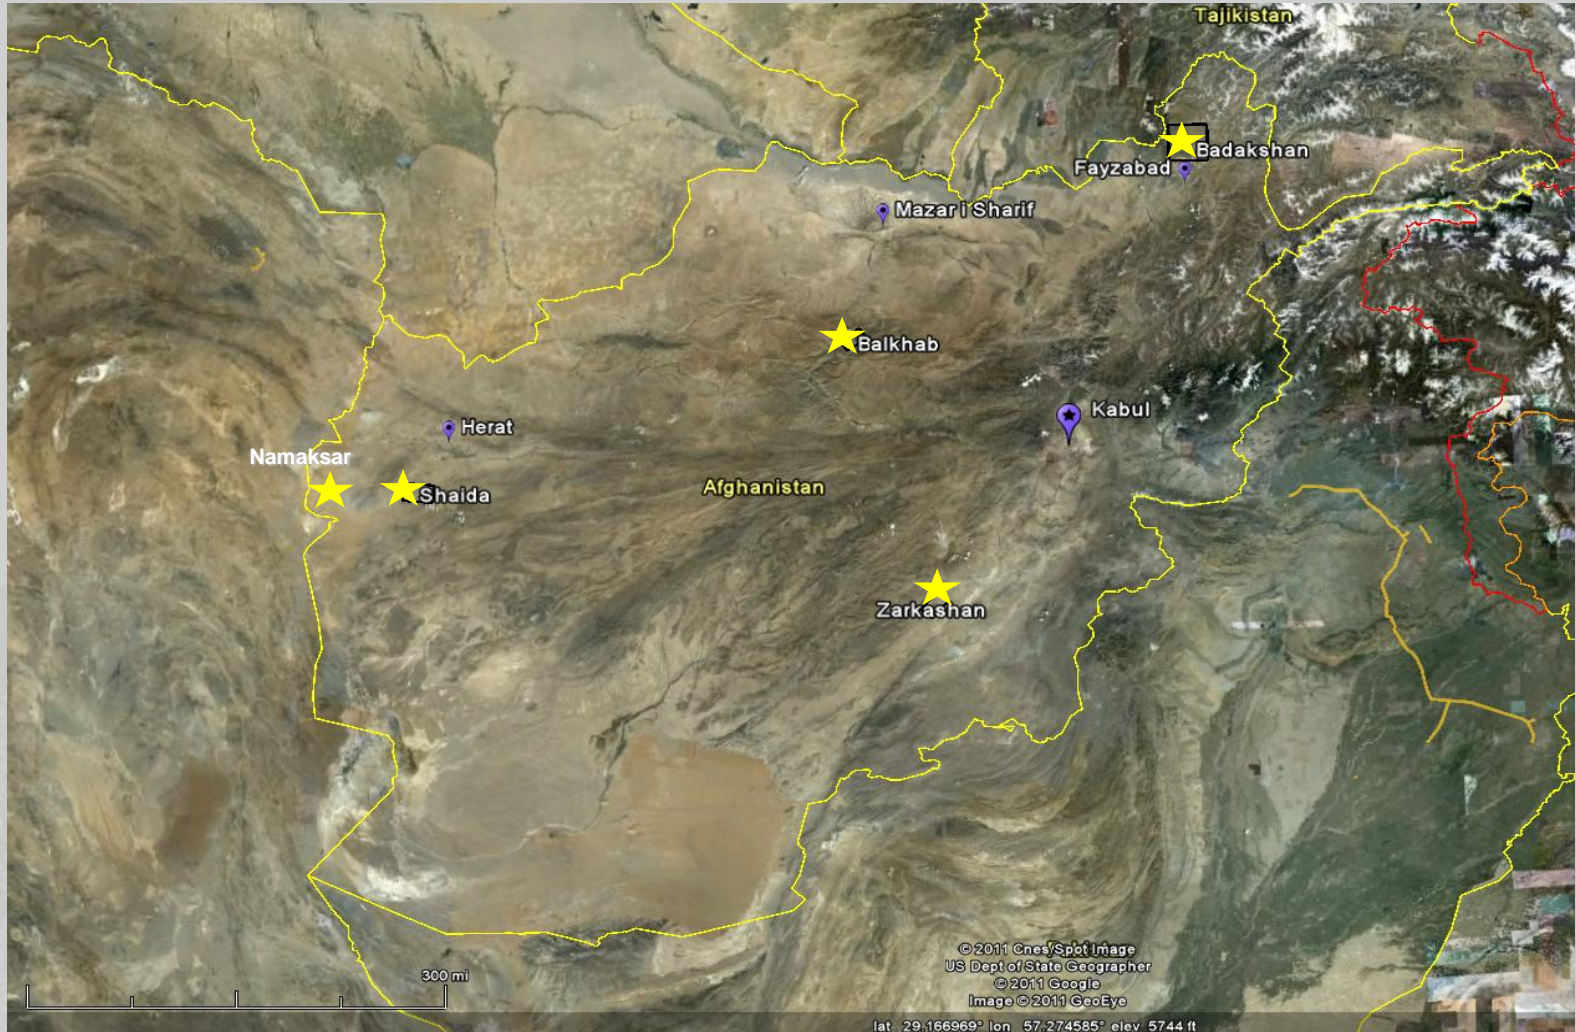 Tajikistan
Badakshan
Fayzabad
Mazar i Sharif
Balkhab
Kabul
Herat
Namaksar
Shaida
Afghanistan
Zarkashan
300 mi
© 2011 Cnes/Spot Image
US Dept of State Geographer
© 2011 Google
Image © 2011 GeoEye
lat 29.166969° lon 57.274585° elev 5744 ft